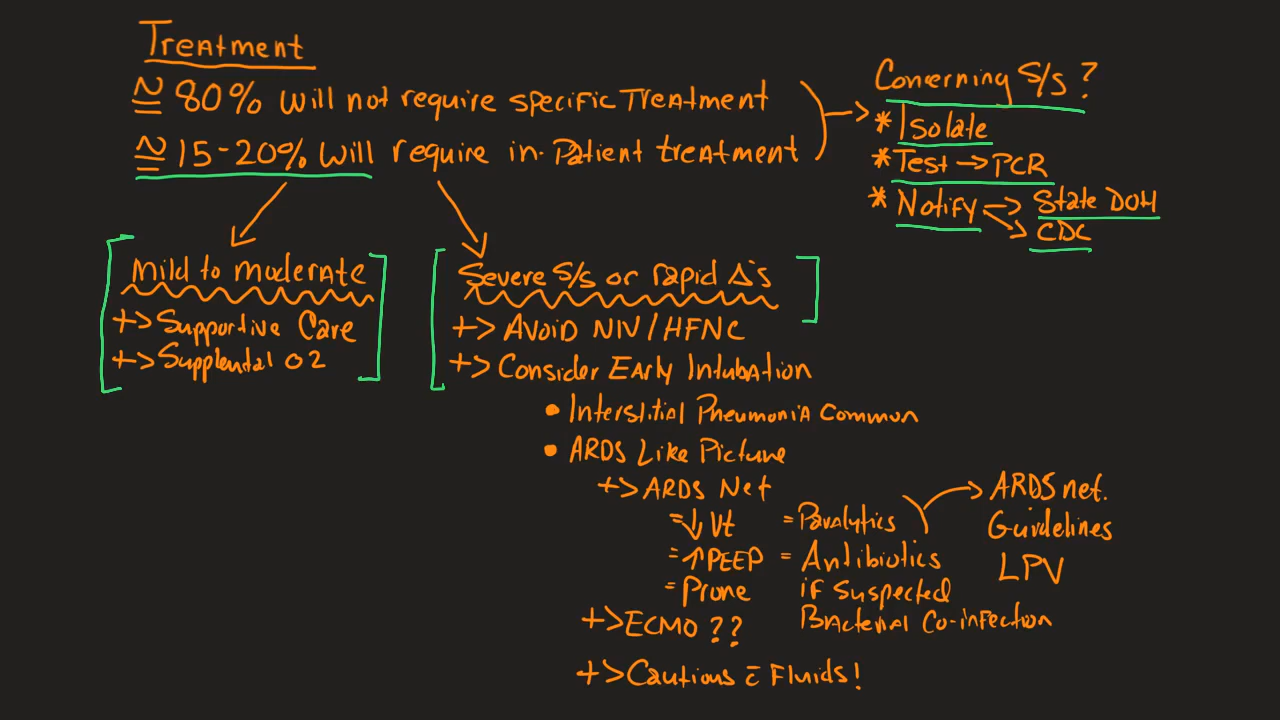 Treatment
≅ 80% will not require specific Treatment
≅ 15-20% will require in-Patient treatment
Concerning S/s?
* Isolate
* Test → PCR
* Notify → State DOH
→ CDC
Mild to moderate
+> Supportive Care
+> Supplental O2
Severe S/s or rapid Δ's
+> Avoid NIV/HFNC
+> Consider Early Intubation
• Interstitial Pneumonia Common
• ARDS Like Picture
+> ARDS Net
= ↓ Vt
= ↑ PEEP
= Prone
= Paralytics
= Antibiotics
if Suspected
Bacterial Co-infection
→ ARDSnet.
Guidelines
LPV
+> ECMO ??
+> Cautious c̄ Fluids!